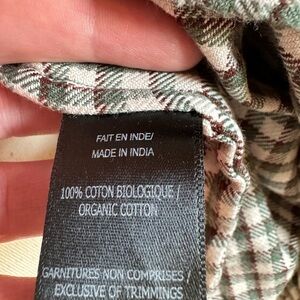 FAIT EN INDE/
MADE IN INDIA
100% COTON BIOLOGIQUE /
ORGANIC COTTON
GARNITURES NON COMPRISES /
EXCLUSIVE OF TRIMMINGS